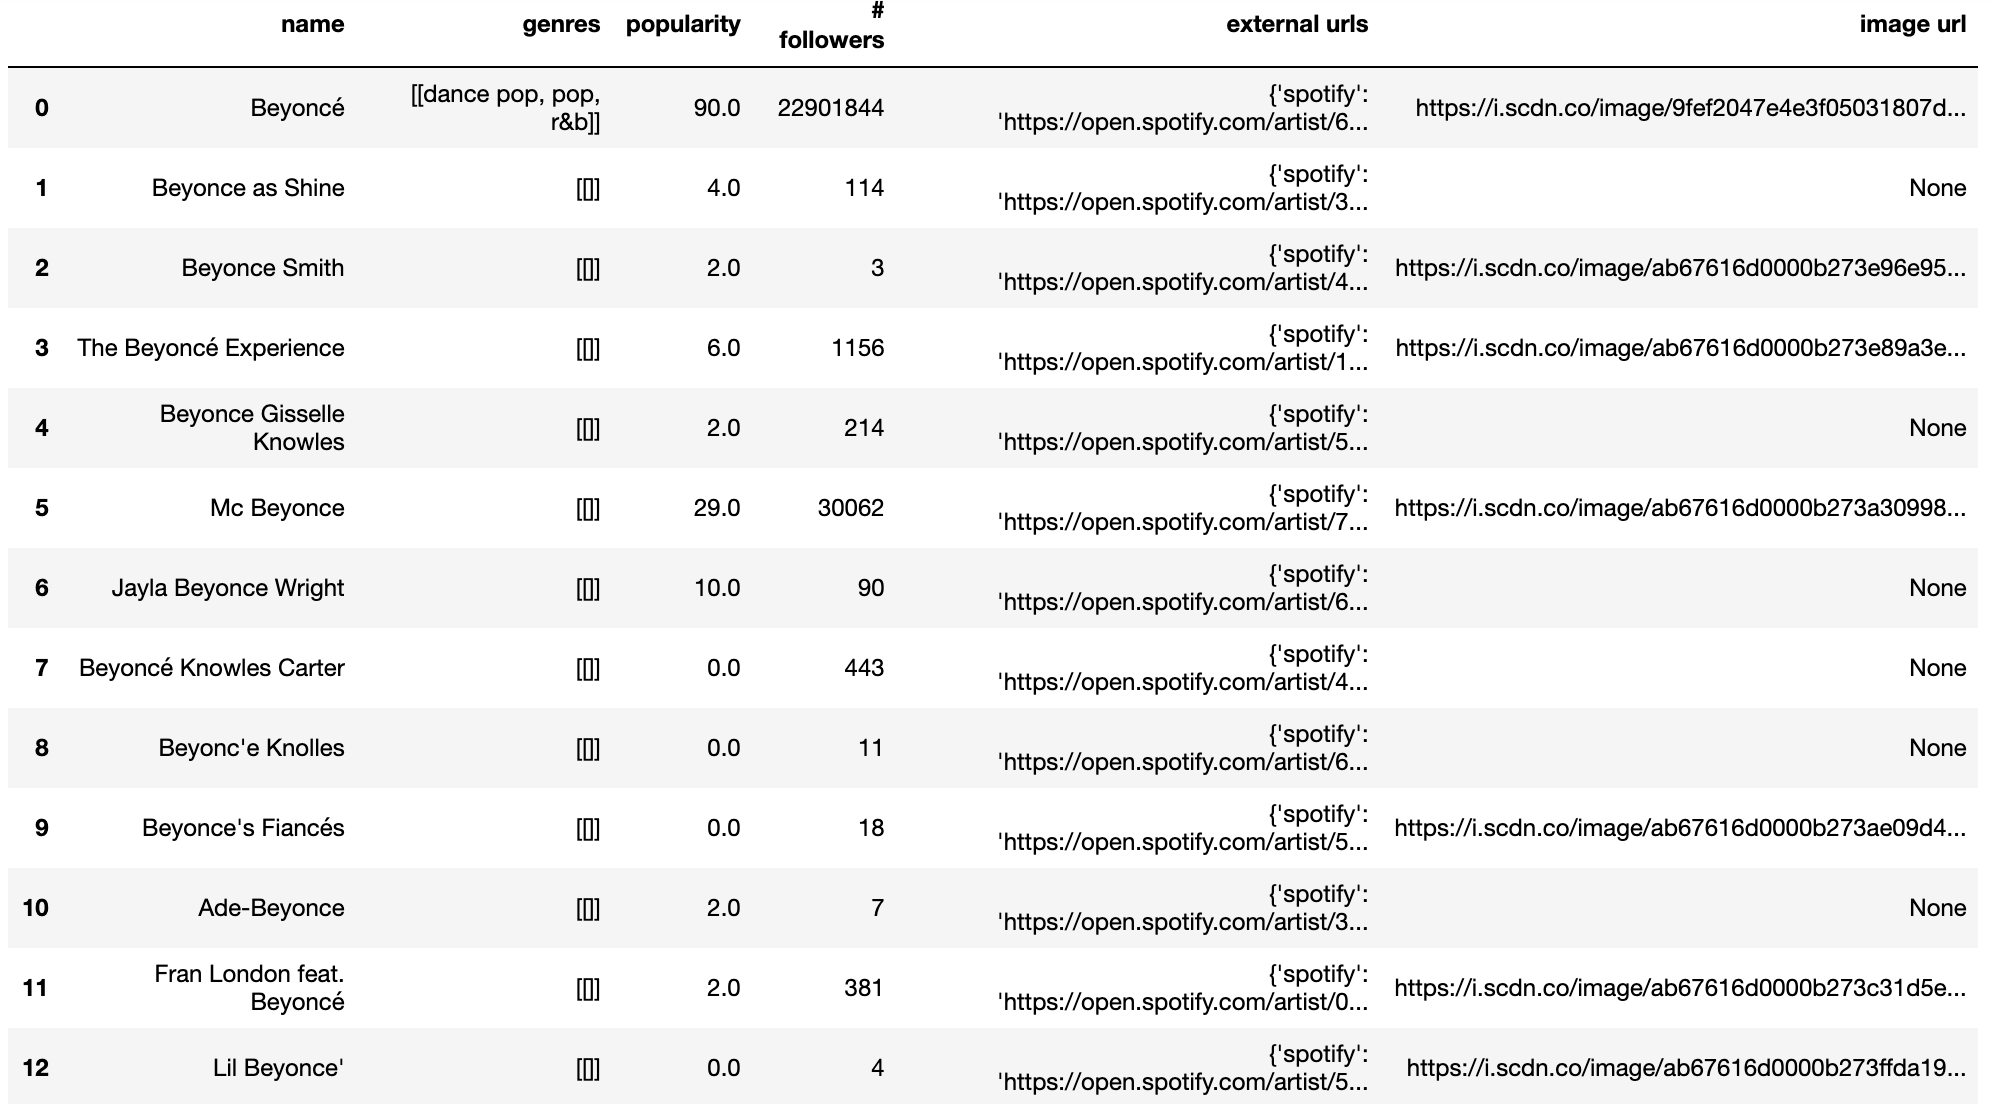 name genres popularity # followers external urls image url
0 Beyoncé [[dance pop, pop, r&b]] 90.0 22901844 {'spotify': 'https://open.spotify.com/artist/6... https://i.scdn.co/image/9fef2047e4e3f05031807d...
1 Beyonce as Shine [[]] 4.0 114 {'spotify': 'https://open.spotify.com/artist/3... None
2 Beyonce Smith [[]] 2.0 3 {'spotify': 'https://open.spotify.com/artist/4... https://i.scdn.co/image/ab67616d0000b273e96e95...
3 The Beyoncé Experience [[]] 6.0 1156 {'spotify': 'https://open.spotify.com/artist/1... https://i.scdn.co/image/ab67616d0000b273e89a3e...
4 Beyonce Gisselle Knowles [[]] 2.0 214 {'spotify': 'https://open.spotify.com/artist/5... None
5 Mc Beyonce [[]] 29.0 30062 {'spotify': 'https://open.spotify.com/artist/7... https://i.scdn.co/image/ab67616d0000b273a30998...
6 Jayla Beyonce Wright [[]] 10.0 90 {'spotify': 'https://open.spotify.com/artist/6... None
7 Beyoncé Knowles Carter [[]] 0.0 443 {'spotify': 'https://open.spotify.com/artist/4... None
8 Beyonc'e Knolles [[]] 0.0 11 {'spotify': 'https://open.spotify.com/artist/6... None
9 Beyonce's Fiancés [[]] 0.0 18 {'spotify': 'https://open.spotify.com/artist/5... https://i.scdn.co/image/ab67616d0000b273ae09d4...
10 Ade-Beyonce [[]] 2.0 7 {'spotify': 'https://open.spotify.com/artist/3... None
11 Fran London feat. Beyoncé [[]] 2.0 381 {'spotify': 'https://open.spotify.com/artist/0... https://i.scdn.co/image/ab67616d0000b273c31d5e...
12 Lil Beyonce' [[]] 0.0 4 {'spotify': 'https://open.spotify.com/artist/5... https://i.scdn.co/image/ab67616d0000b273ffda19...